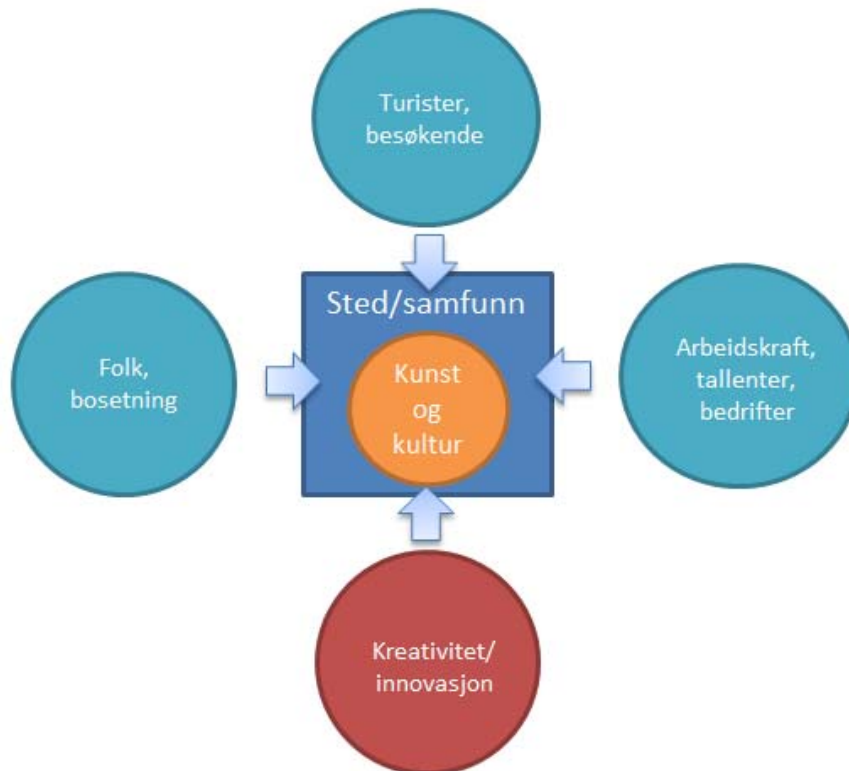 Turister,
besøkende
Sted/samfunn
Folk,
bosetning
Kunst
og
kultur
Arbeidskraft,
tallenter,
bedrifter
Kreativitet/
innovasjon